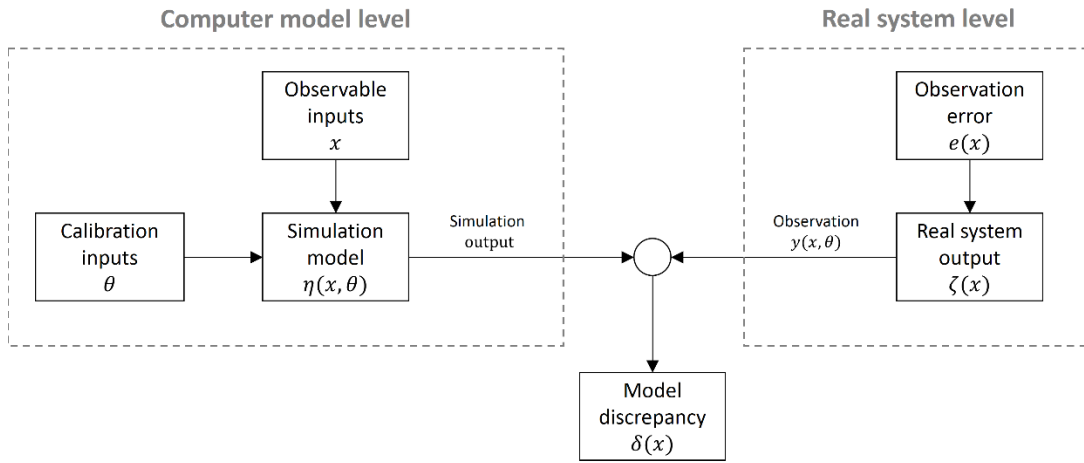 Computer model level
Real system level
Observable
inputs
x
Observation
error
e(x)
Calibration
inputs
θ
Simulation
model
η(x, θ)
Simulation
output
Observation
y(x, θ)
Real system
output
ζ(x)
Model
discrepancy
δ(x)